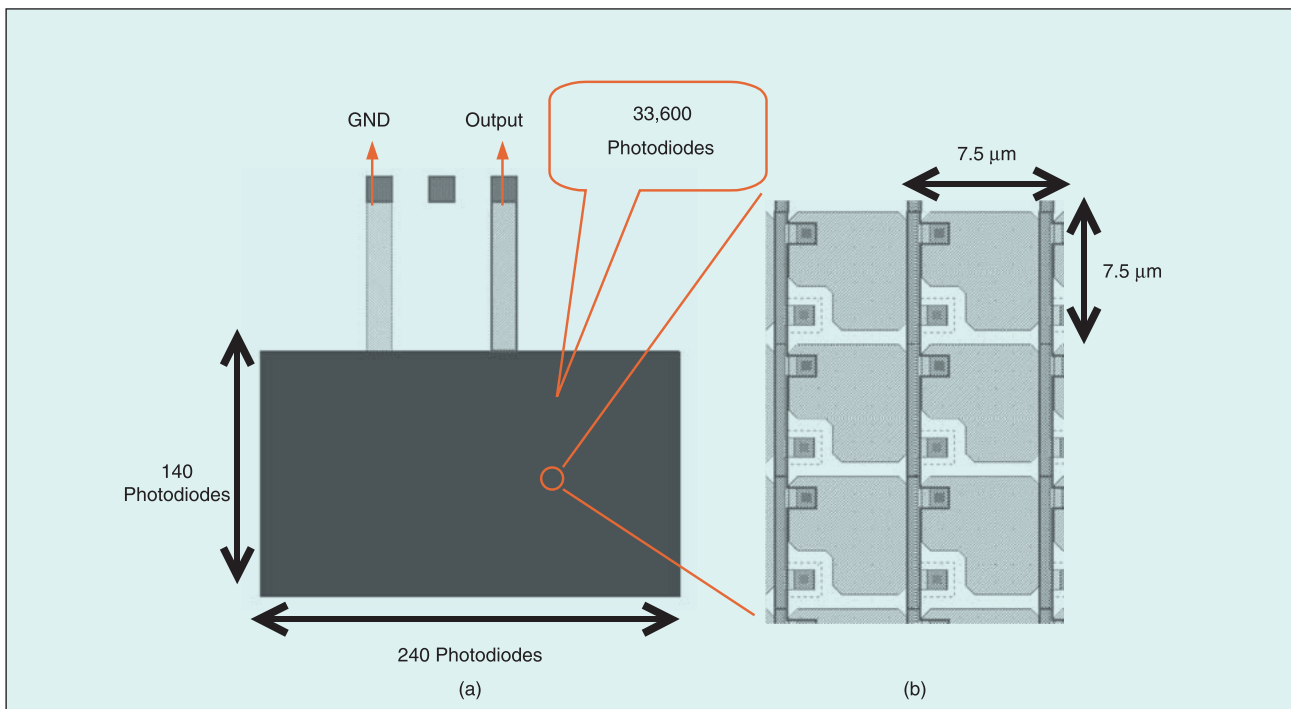 GND
Output
33,600
Photodiodes
140
Photodiodes
240 Photodiodes
(a)
7.5 μm
7.5 μm
(b)